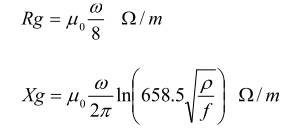 Rg = μ₀ ω/8 Ω/m
Xg = μ₀ ω/2π ln(658.5√(ρ/f)) Ω/m